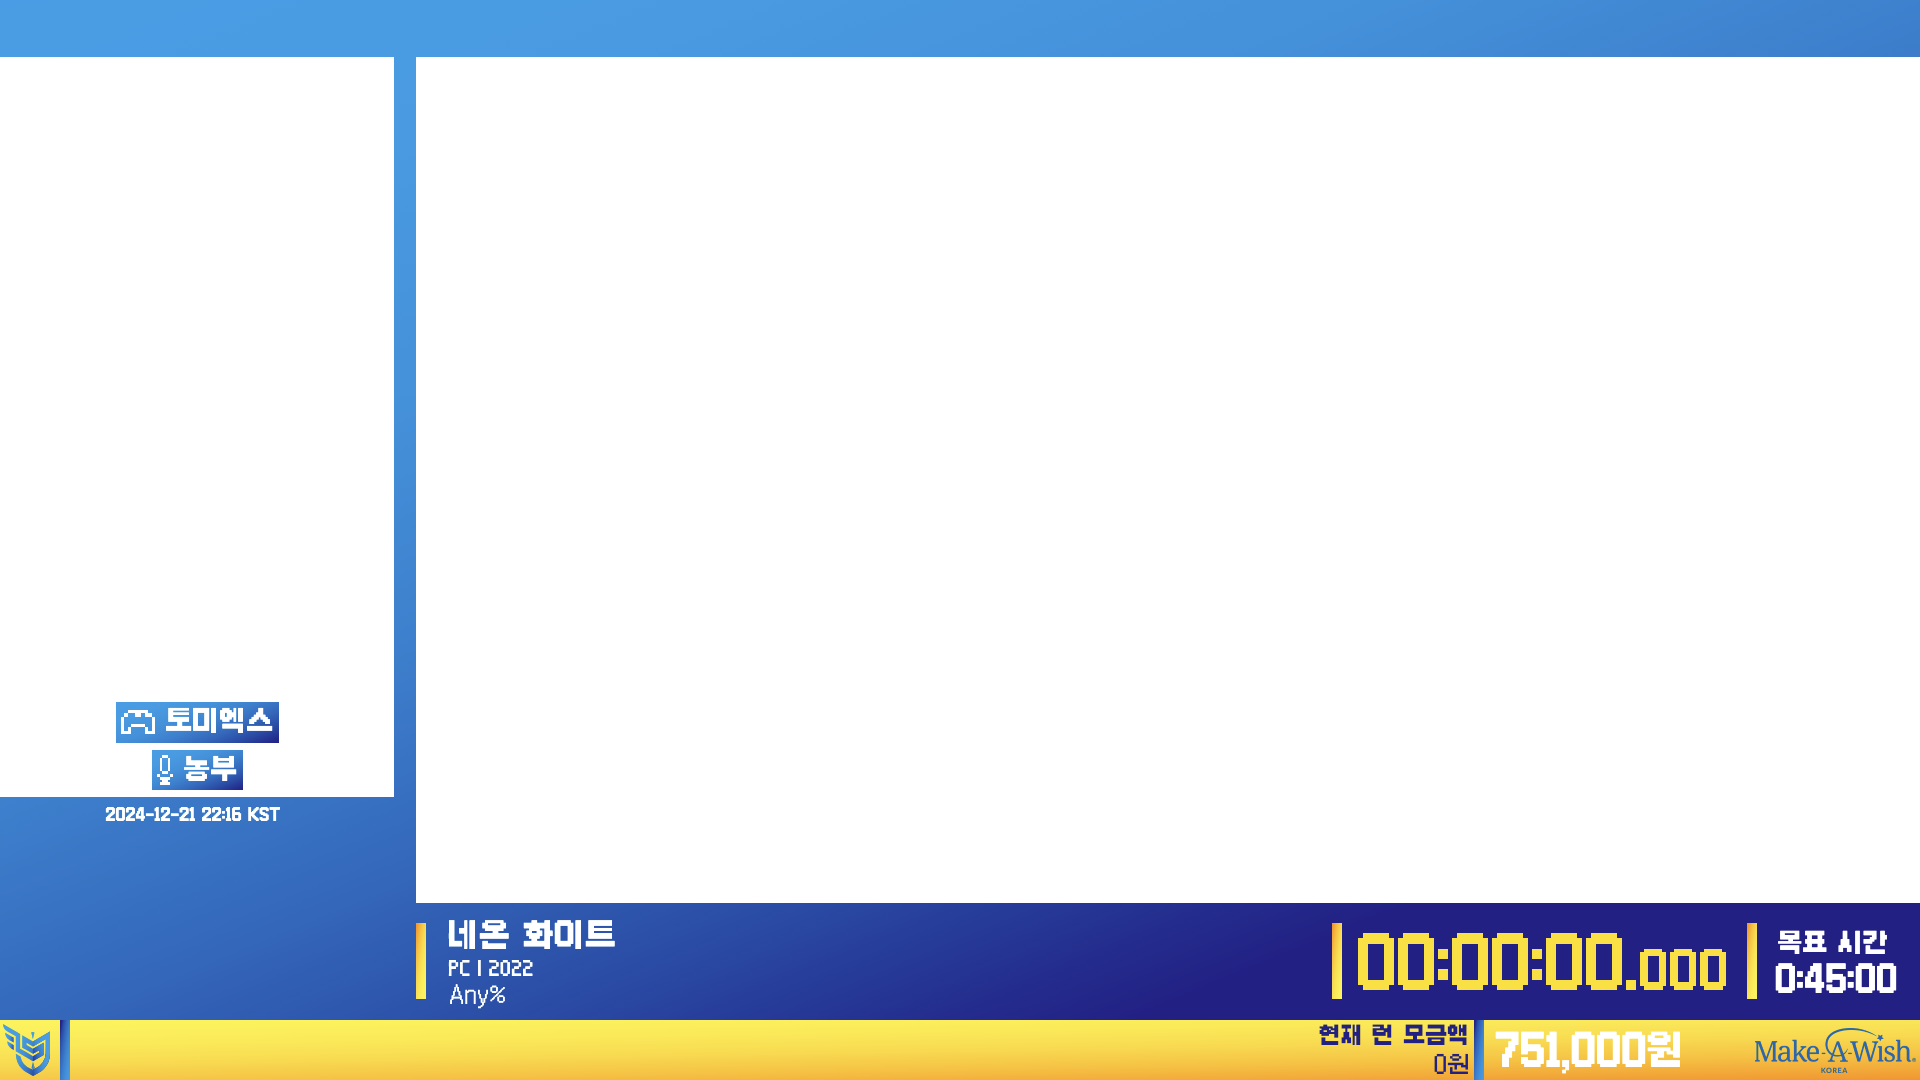 토미엑스
농부
2024-12-21 22:16 KST
네온 화이트
PC | 2022
Any%
00:00:00.000
목표 시간
0:45:00
현재 런 모금액
0원
751,000원
Make-A-Wish.
KOREA